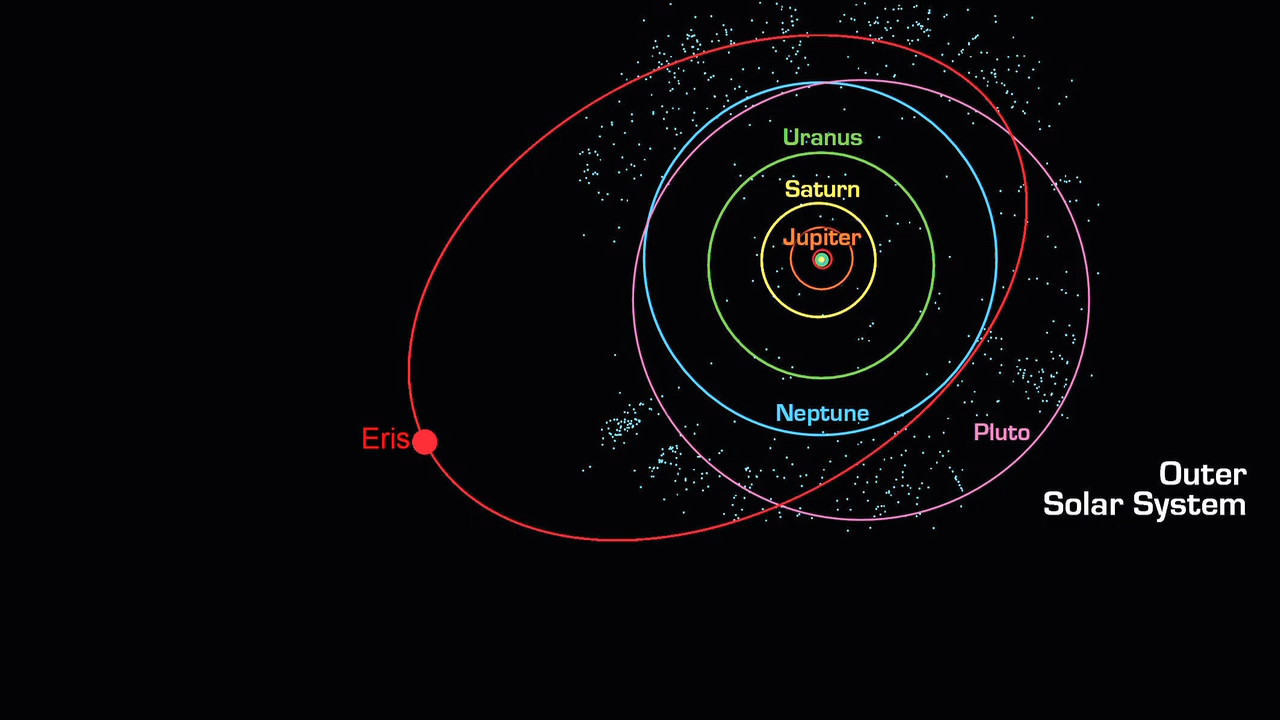 Uranus
Saturn
Jupiter
Neptune
Pluto
Eris
Outer
Solar System